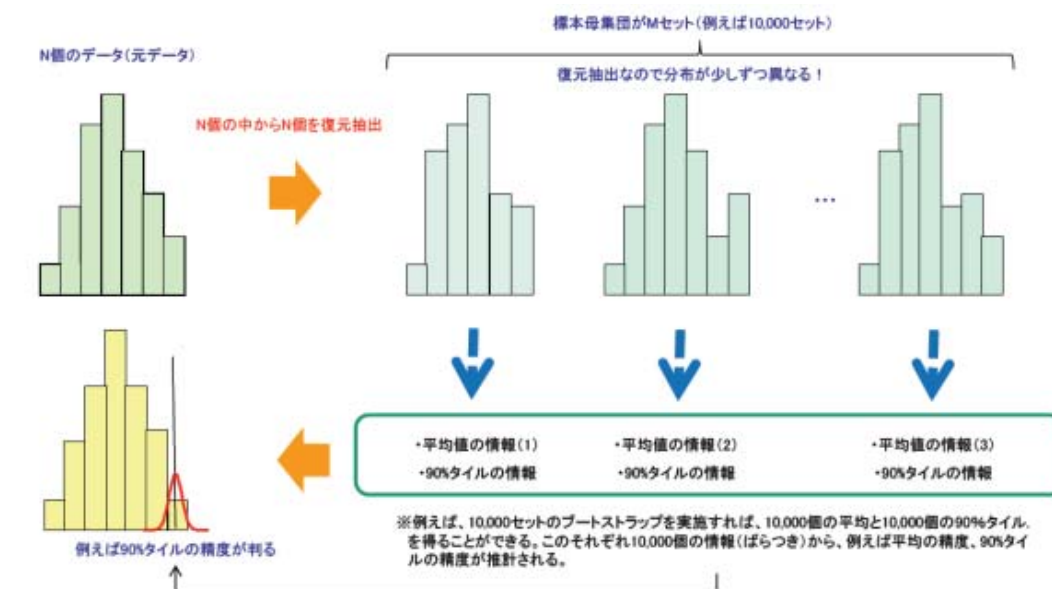 標本母集団がMセット(例えば10,000セット)
N個のデータ(元データ)
復元抽出なので分布が少しずつ異なる！
N個の中からN個を復元抽出
…
・平均値の情報(1)
・90%タイルの情報
・平均値の情報(2)
・90%タイルの情報
・平均値の情報(3)
・90%タイルの情報
※例えば、10,000セットのブートストラップを実施すれば、10,000個の平均と10,000個の90%タイル
を得ることができる。このそれぞれ10,000個の情報(ばらつき)から、例えば平均の精度、90%タイ
ルの精度が推計される。
例えば90%タイルの精度が判る